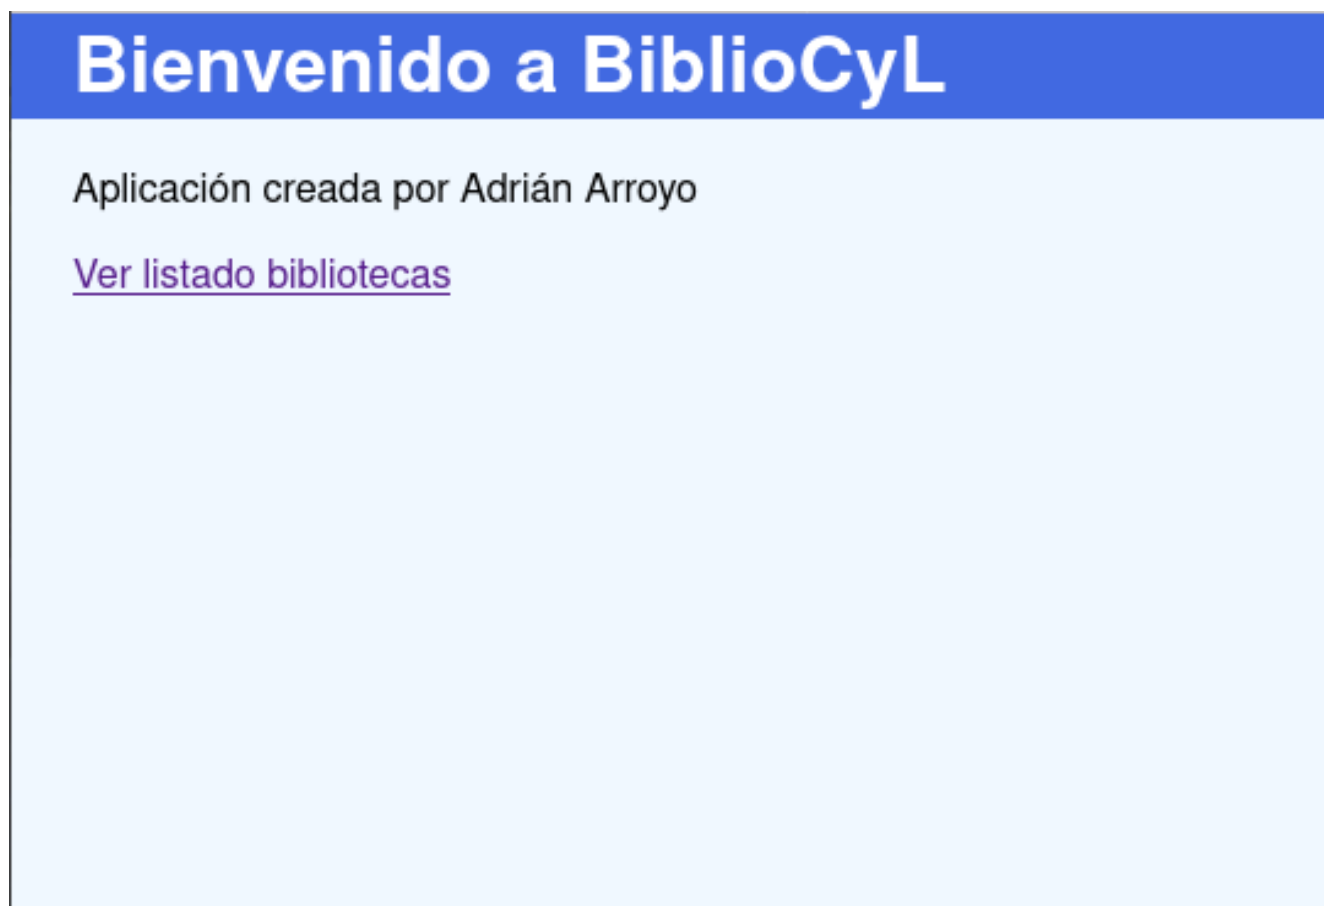 Bienvenido a BiblioCyL
Aplicación creada por Adrián Arroyo
Ver listado bibliotecas